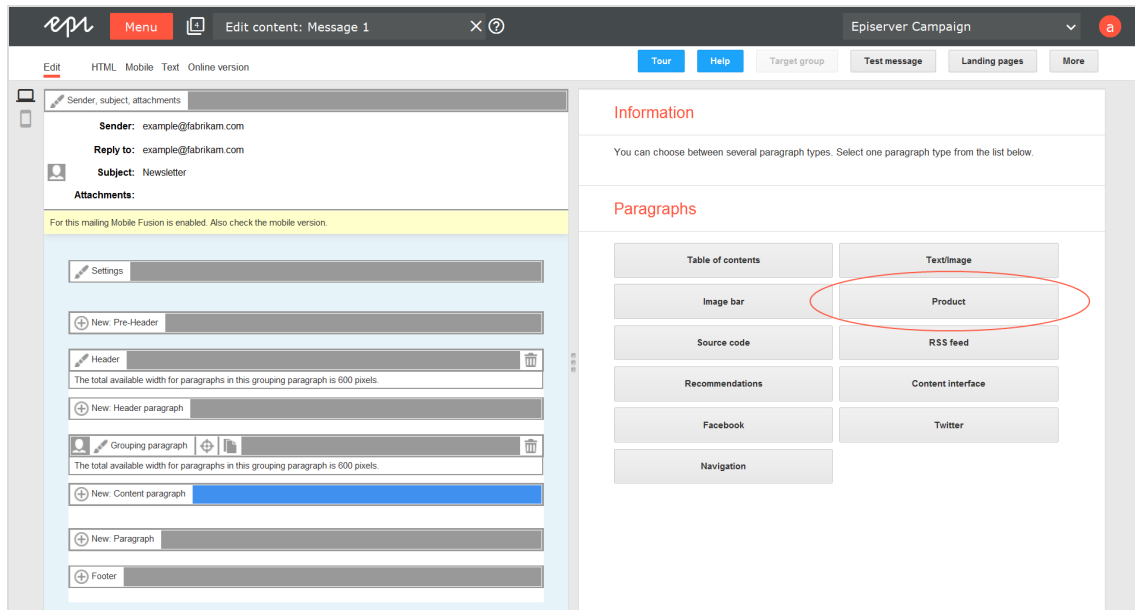 epi Menu 4 Edit content: Message 1 Episerver Campaign a
Edit HTML Mobile Text Online version Tour Help Target group Test message Landing pages More
Sender, subject, attachments
Sender: example@fabrikam.com
Reply to: example@fabrikam.com
Subject: Newsletter
Attachments:
For this mailing Mobile Fusion is enabled. Also check the mobile version.
Settings
New: Pre-Header
Header
The total available width for paragraphs in this grouping paragraph is 600 pixels.
New: Header paragraph
Grouping paragraph
The total available width for paragraphs in this grouping paragraph is 600 pixels.
New: Content paragraph
New: Paragraph
Footer
Information
You can choose between several paragraph types. Select one paragraph type from the list below.
Paragraphs
Table of contents Text/Image
Image bar Product
Source code RSS feed
Recommendations Content interface
Facebook Twitter
Navigation